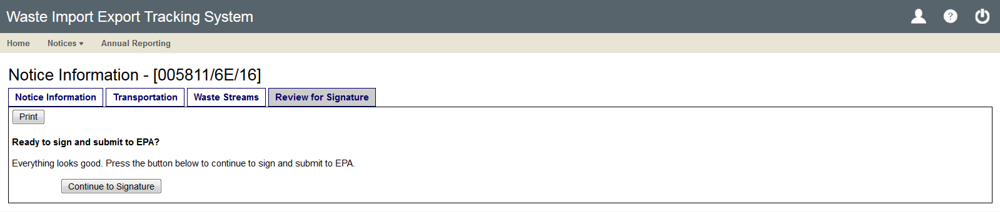 Waste Import Export Tracking System
?
Home Notices ▾ Annual Reporting
Notice Information - [005811/6E/16]
Notice Information Transportation Waste Streams Review for Signature
Print
Ready to sign and submit to EPA?
Everything looks good. Press the button below to continue to sign and submit to EPA.
Continue to Signature